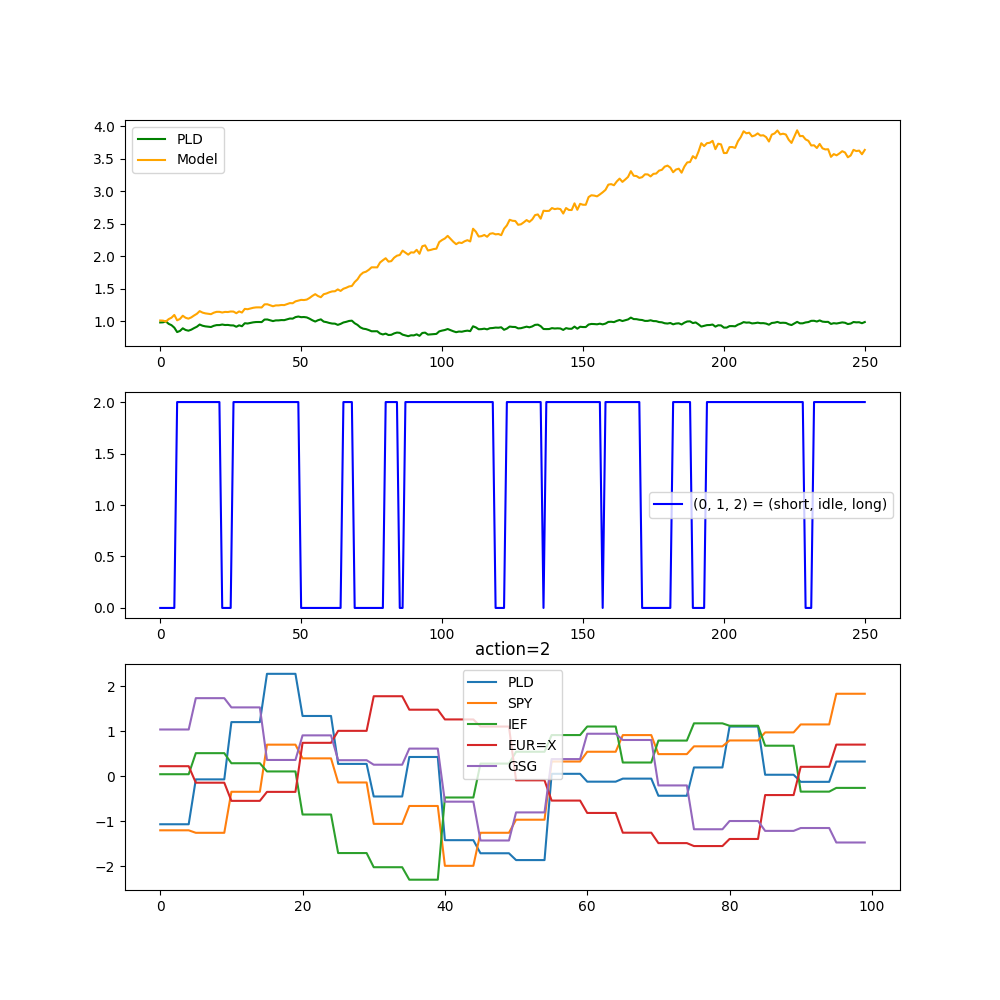 4.0
3.5
3.0
2.5
2.0
1.5
1.0
PLD
Model
0 50 100 150 200 250
2.0
1.5
1.0
0.5
0.0
(0, 1, 2) = (short, idle, long)
0 50 100 150 200 250
action=2
2
1
0
−1
−2
PLD
SPY
IEF
EUR=X
GSG
0 20 40 60 80 100